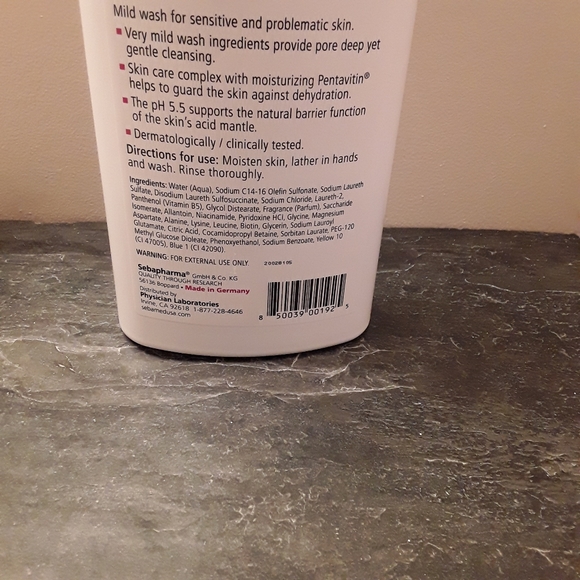 Mild wash for sensitive and problematic skin.
▪ Very mild wash ingredients provide pore deep yet
gentle cleansing.
▪ Skin care complex with moisturizing Pentavitin®
helps to guard the skin against dehydration.
▪ The pH 5.5 supports the natural barrier function
of the skin's acid mantle.
▪ Dermatologically / clinically tested.
Directions for use: Moisten skin, lather in hands
and wash. Rinse thoroughly.
Ingredients: Water (Aqua), Sodium C14-16 Olefin Sulfonate, Sodium Laureth
Sulfate, Disodium Laureth Sulfosuccinate, Sodium Chloride, Laureth-2,
Panthenol (Vitamin B5), Glycol Distearate, Fragrance (Parfum), Saccharide
Isomerate, Allantoin, Niacinamide, Pyridoxine HCl, Glycine, Magnesium
Aspartate, Alanine, Lysine, Leucine, Biotin, Glycerin, Sodium Lauroyl
Glutamate, Citric Acid, Cocamidopropyl Betaine, Sorbitan Laurate, PEG-120
Methyl Glucose Dioleate, Phenoxyethanol, Sodium Benzoate, Yellow 10
(CI 47005), Blue 1 (CI 42090).
WARNING: FOR EXTERNAL USE ONLY.
Sebapharma® GmbH & Co. KG
QUALITY THROUGH RESEARCH
56136 Boppard • Made in Germany
Distributed by
Physician Laboratories
Irvine, CA 92618 1-877-228-4646
sebamedusa.com
8 50039 00192 5